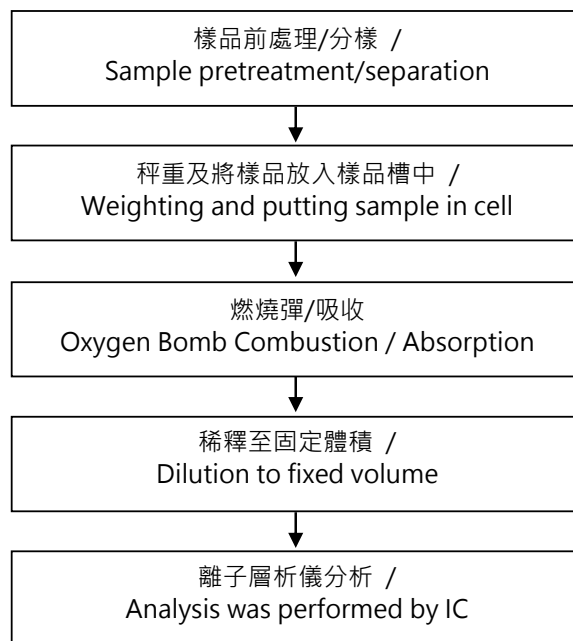 樣品前處理/分樣 /
Sample pretreatment/separation
秤重及將樣品放入樣品槽中 /
Weighting and putting sample in cell
燃燒彈/吸收
Oxygen Bomb Combustion / Absorption
稀釋至固定體積 /
Dilution to fixed volume
離子層析儀分析 /
Analysis was performed by IC